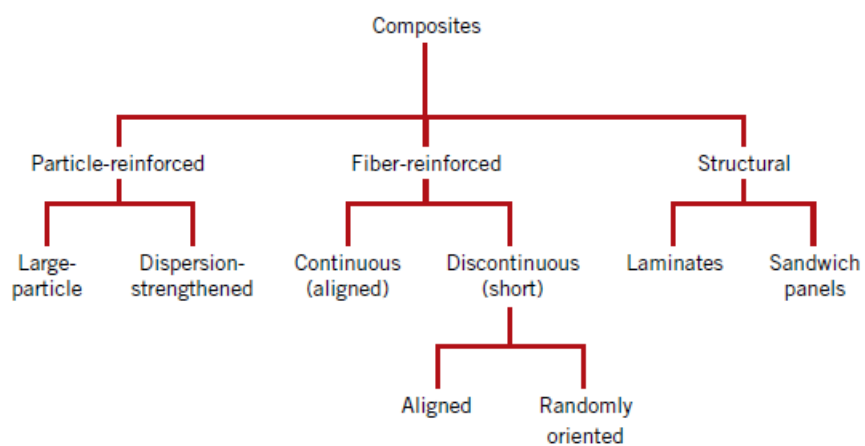 Composites
Particle-reinforced
Fiber-reinforced
Structural
Large-
particle
Dispersion-
strengthened
Continuous
(aligned)
Discontinuous
(short)
Laminates
Sandwich
panels
Aligned
Randomly
oriented